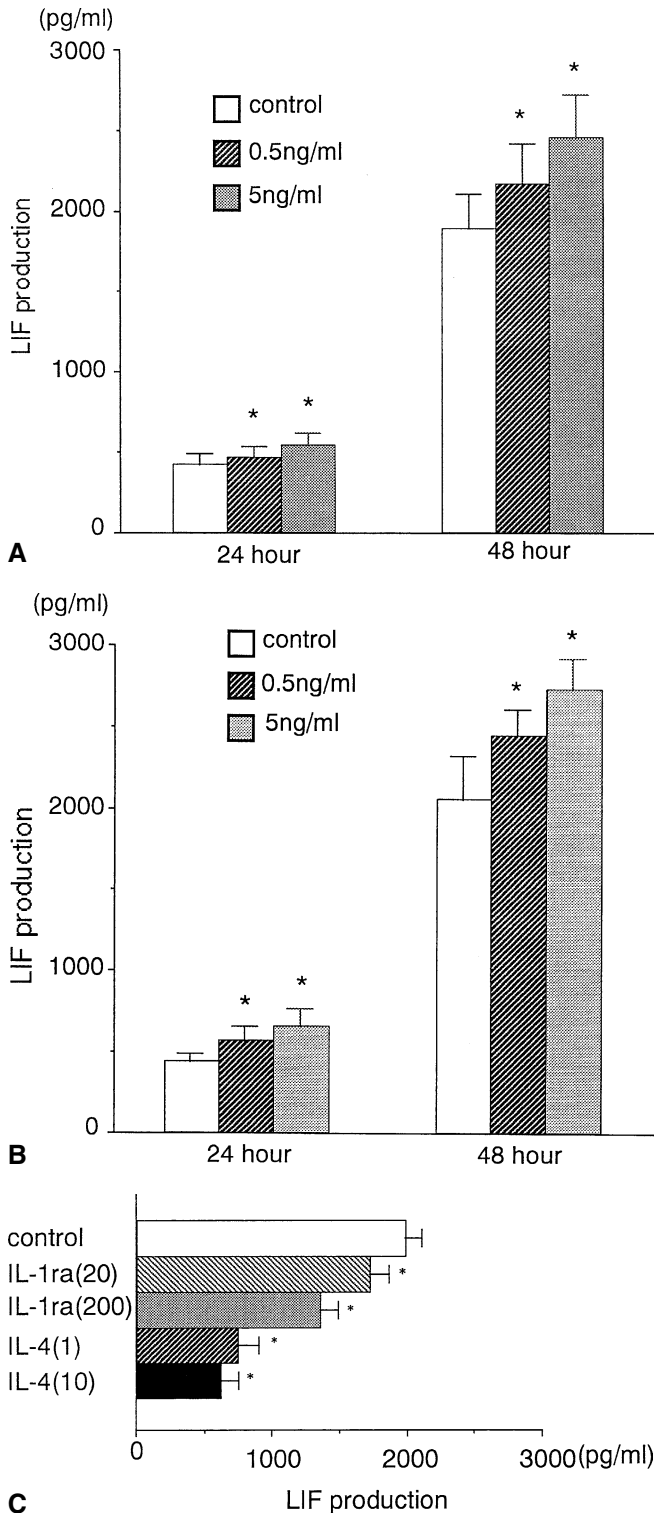 (pg/ml)
3000
2000
1000
0
LIF production
control
0.5ng/ml
5ng/ml
* *
* *
24 hour 48 hour
A
(pg/ml)
3000
2000
1000
0
LIF production
control
0.5ng/ml
5ng/ml
* *
* *
24 hour 48 hour
B
control
IL-1ra(20) *
IL-1ra(200) *
IL-4(1) *
IL-4(10) *
0 1000 2000 3000(pg/ml)
LIF production
C